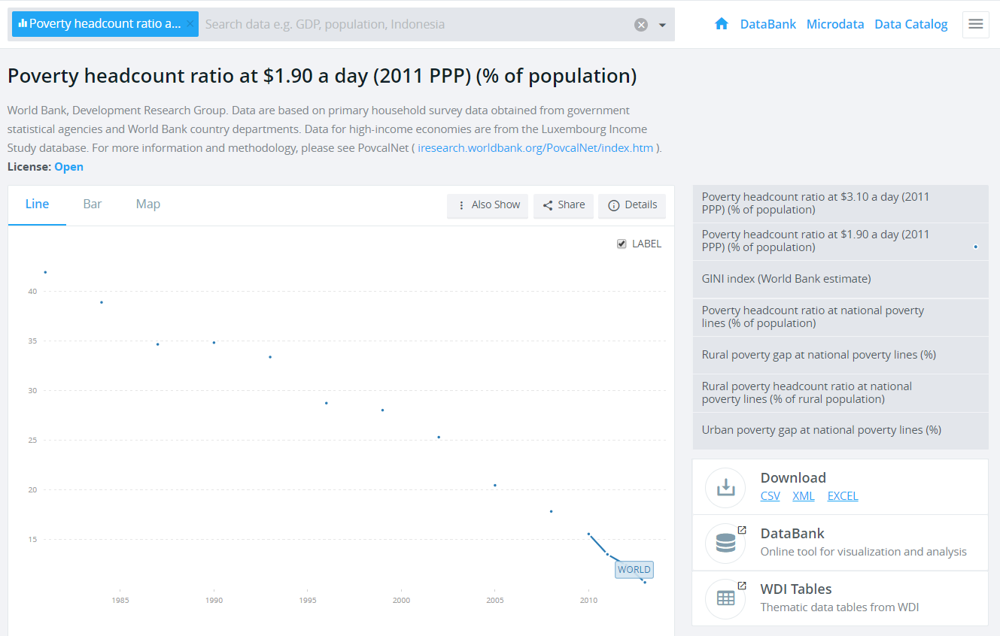 Poverty headcount ratio a... ×
Search data e.g. GDP, population, Indonesia
DataBank Microdata Data Catalog
Poverty headcount ratio at $1.90 a day (2011 PPP) (% of population)
World Bank, Development Research Group. Data are based on primary household survey data obtained from government
statistical agencies and World Bank country departments. Data for high-income economies are from the Luxembourg Income
Study database. For more information and methodology, please see PovcalNet ( iresearch.worldbank.org/PovcalNet/index.htm ).
License: Open
Line Bar Map
Also Show Share Details
LABEL
40
35
30
25
20
15
WORLD
1985 1990 1995 2000 2005 2010
Poverty headcount ratio at $3.10 a day (2011
PPP) (% of population)
Poverty headcount ratio at $1.90 a day (2011
PPP) (% of population)
GINI index (World Bank estimate)
Poverty headcount ratio at national poverty
lines (% of population)
Rural poverty gap at national poverty lines (%)
Rural poverty headcount ratio at national
poverty lines (% of rural population)
Urban poverty gap at national poverty lines (%)
Download
CSV XML EXCEL
DataBank
Online tool for visualization and analysis
WDI Tables
Thematic data tables from WDI